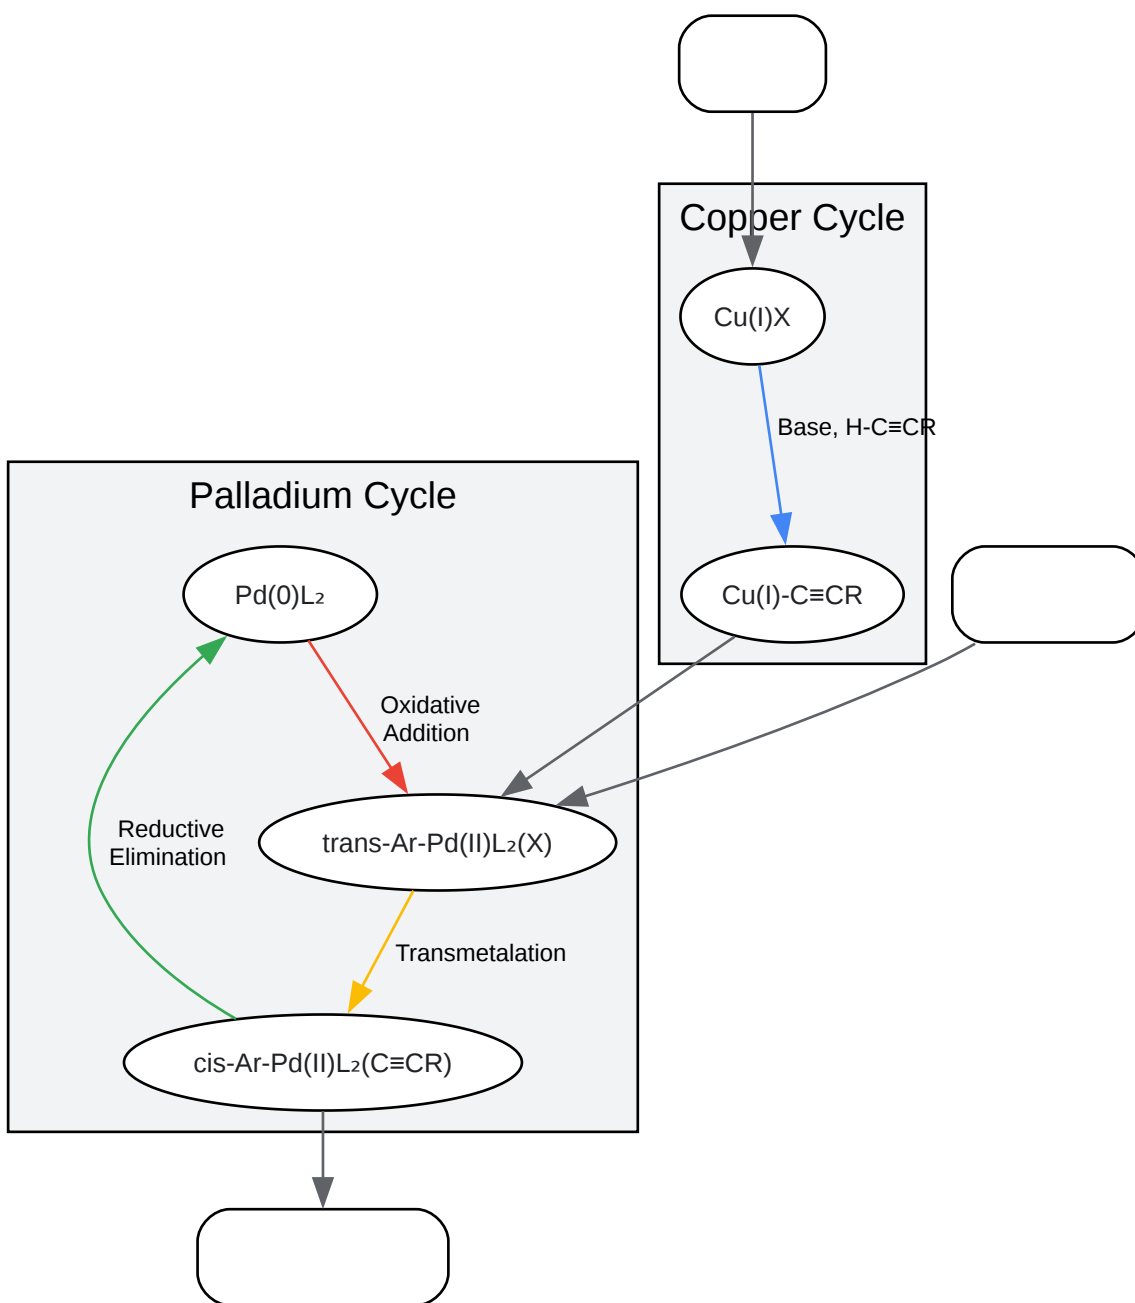 Copper Cycle
Cu(I)X
Base, H-C≡CR
Palladium Cycle
Pd(0)L₂
Cu(I)-C≡CR
Oxidative
Addition
Reductive
Elimination
trans-Ar-Pd(II)L₂(X)
Transmetalation
cis-Ar-Pd(II)L₂(C≡CR)